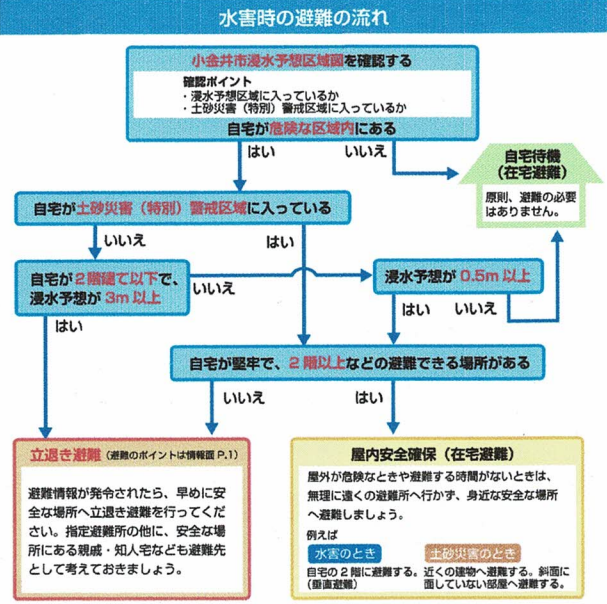 水害時の避難の流れ
小金井市浸水予想区域図を確認する
確認ポイント
・浸水予想区域に入っているか
・土砂災害（特別）警戒区域に入っているか
自宅が危険な区域内にある
はい
いいえ
自宅待機
（在宅避難）
原則、避難の必要
はありません。
自宅が土砂災害（特別）警戒区域に入っている
いいえ
はい
自宅が2階建て以下で、
浸水予想が3m以上
いいえ
浸水予想が0.5m以上
はい
はい
いいえ
自宅が堅牢で、2階以上などの避難できる場所がある
いいえ
はい
立退き避難（避難のポイントは情報面P.1）
避難情報が発令されたら、早めに安
全な場所へ立退き避難を行ってくだ
さい。指定避難所の他に、安全な場
所にある親戚・知人宅なども避難先
として考えておきましょう。
屋内安全確保（在宅避難）
屋外が危険なときや避難する時間がないときは、
無理に遠くの避難所へ行かず、身近な安全な場所
へ避難しましょう。
例えば
水害のとき
自宅の2階に避難する。
（垂直避難）
土砂災害のとき
近くの建物へ避難する。斜面に
面していない部屋へ避難する。